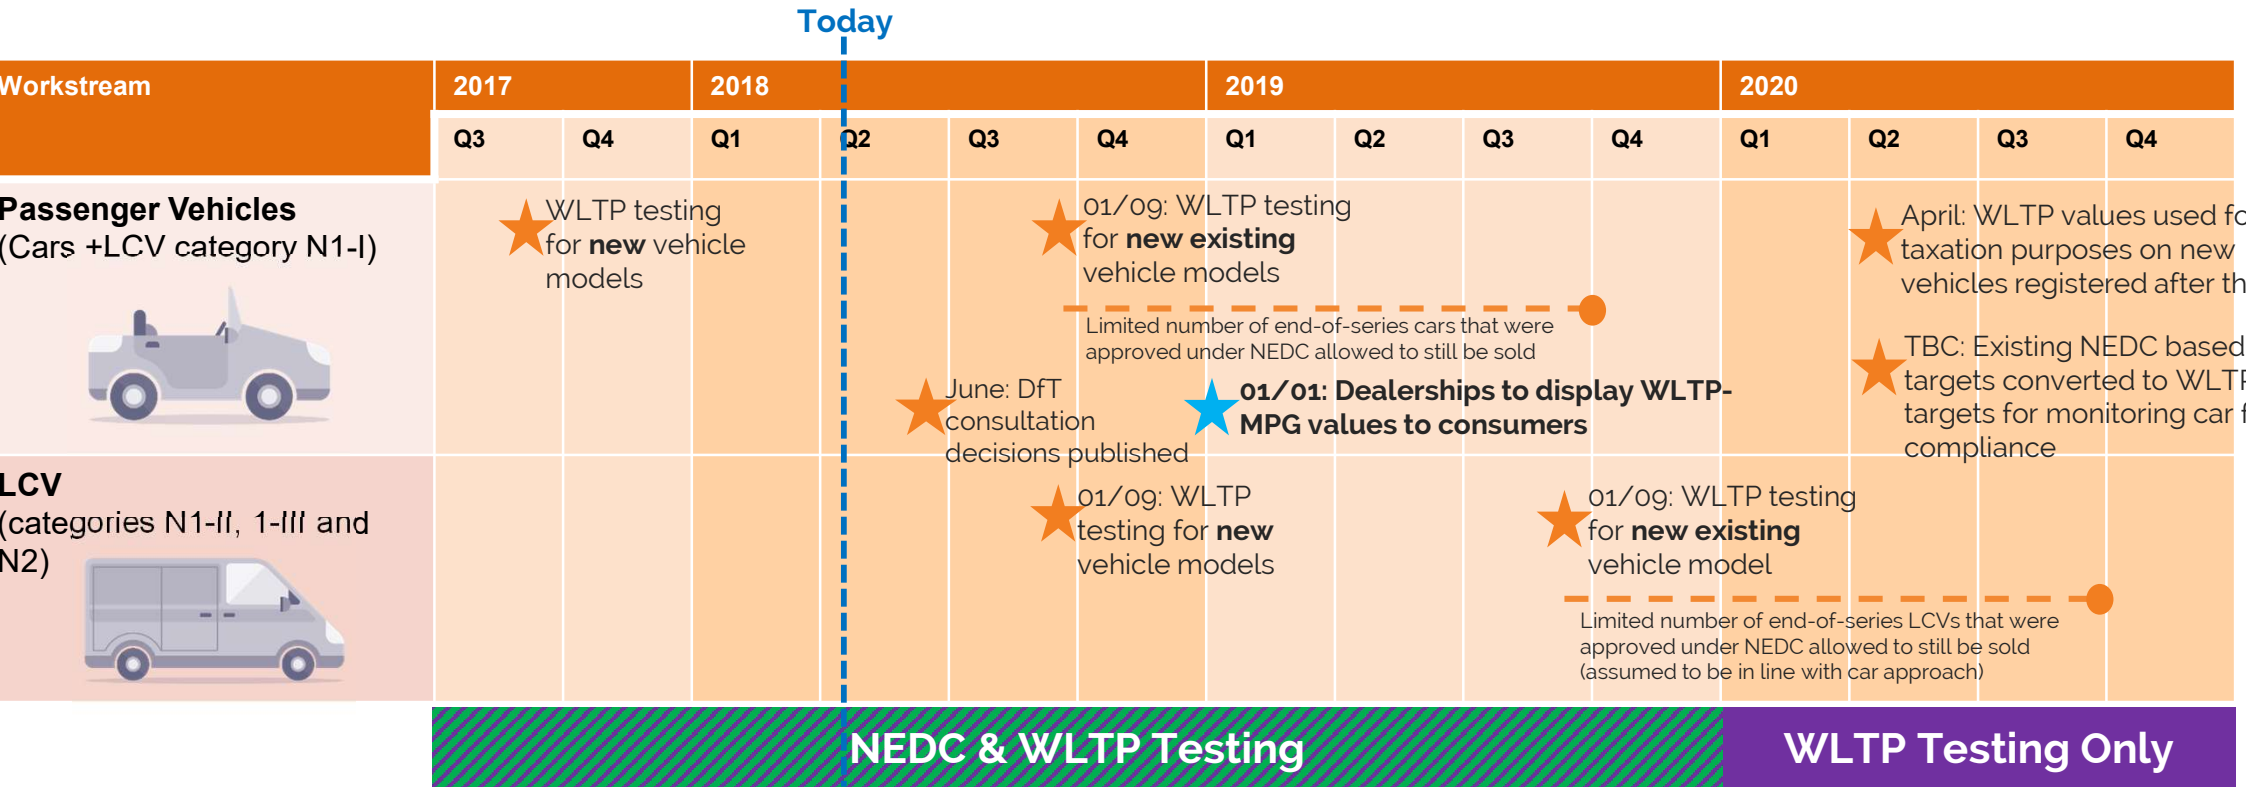 Today
Workstream
2017
2018
2019
2020
Q3
Q4
Q1
Q2
Q3
Q4
Q1
Q2
Q3
Q4
Q1
Q2
Q3
Q4
Passenger Vehicles
(Cars +LCV category N1-I)
WLTP testing
for new vehicle
models
01/09: WLTP testing
for new existing
vehicle models
Limited number of end-of-series cars that were
approved under NEDC allowed to still be sold
June: DfT
consultation
decisions published
01/01: Dealerships to display WLTP-
MPG values to consumers
April: WLTP values used
taxation purposes on new
vehicles registered after
TBC: Existing NEDC based
targets converted to WLTP
targets for monitoring car
compliance
LCV
(categories N1-II, 1-III and
N2)
01/09: WLTP
testing for new
vehicle models
01/09: WLTP testing
for new existing
vehicle model
Limited number of end-of-series LCVs that were
approved under NEDC allowed to still be sold
(assumed to be in line with car approach)
NEDC & WLTP Testing
WLTP Testing Only